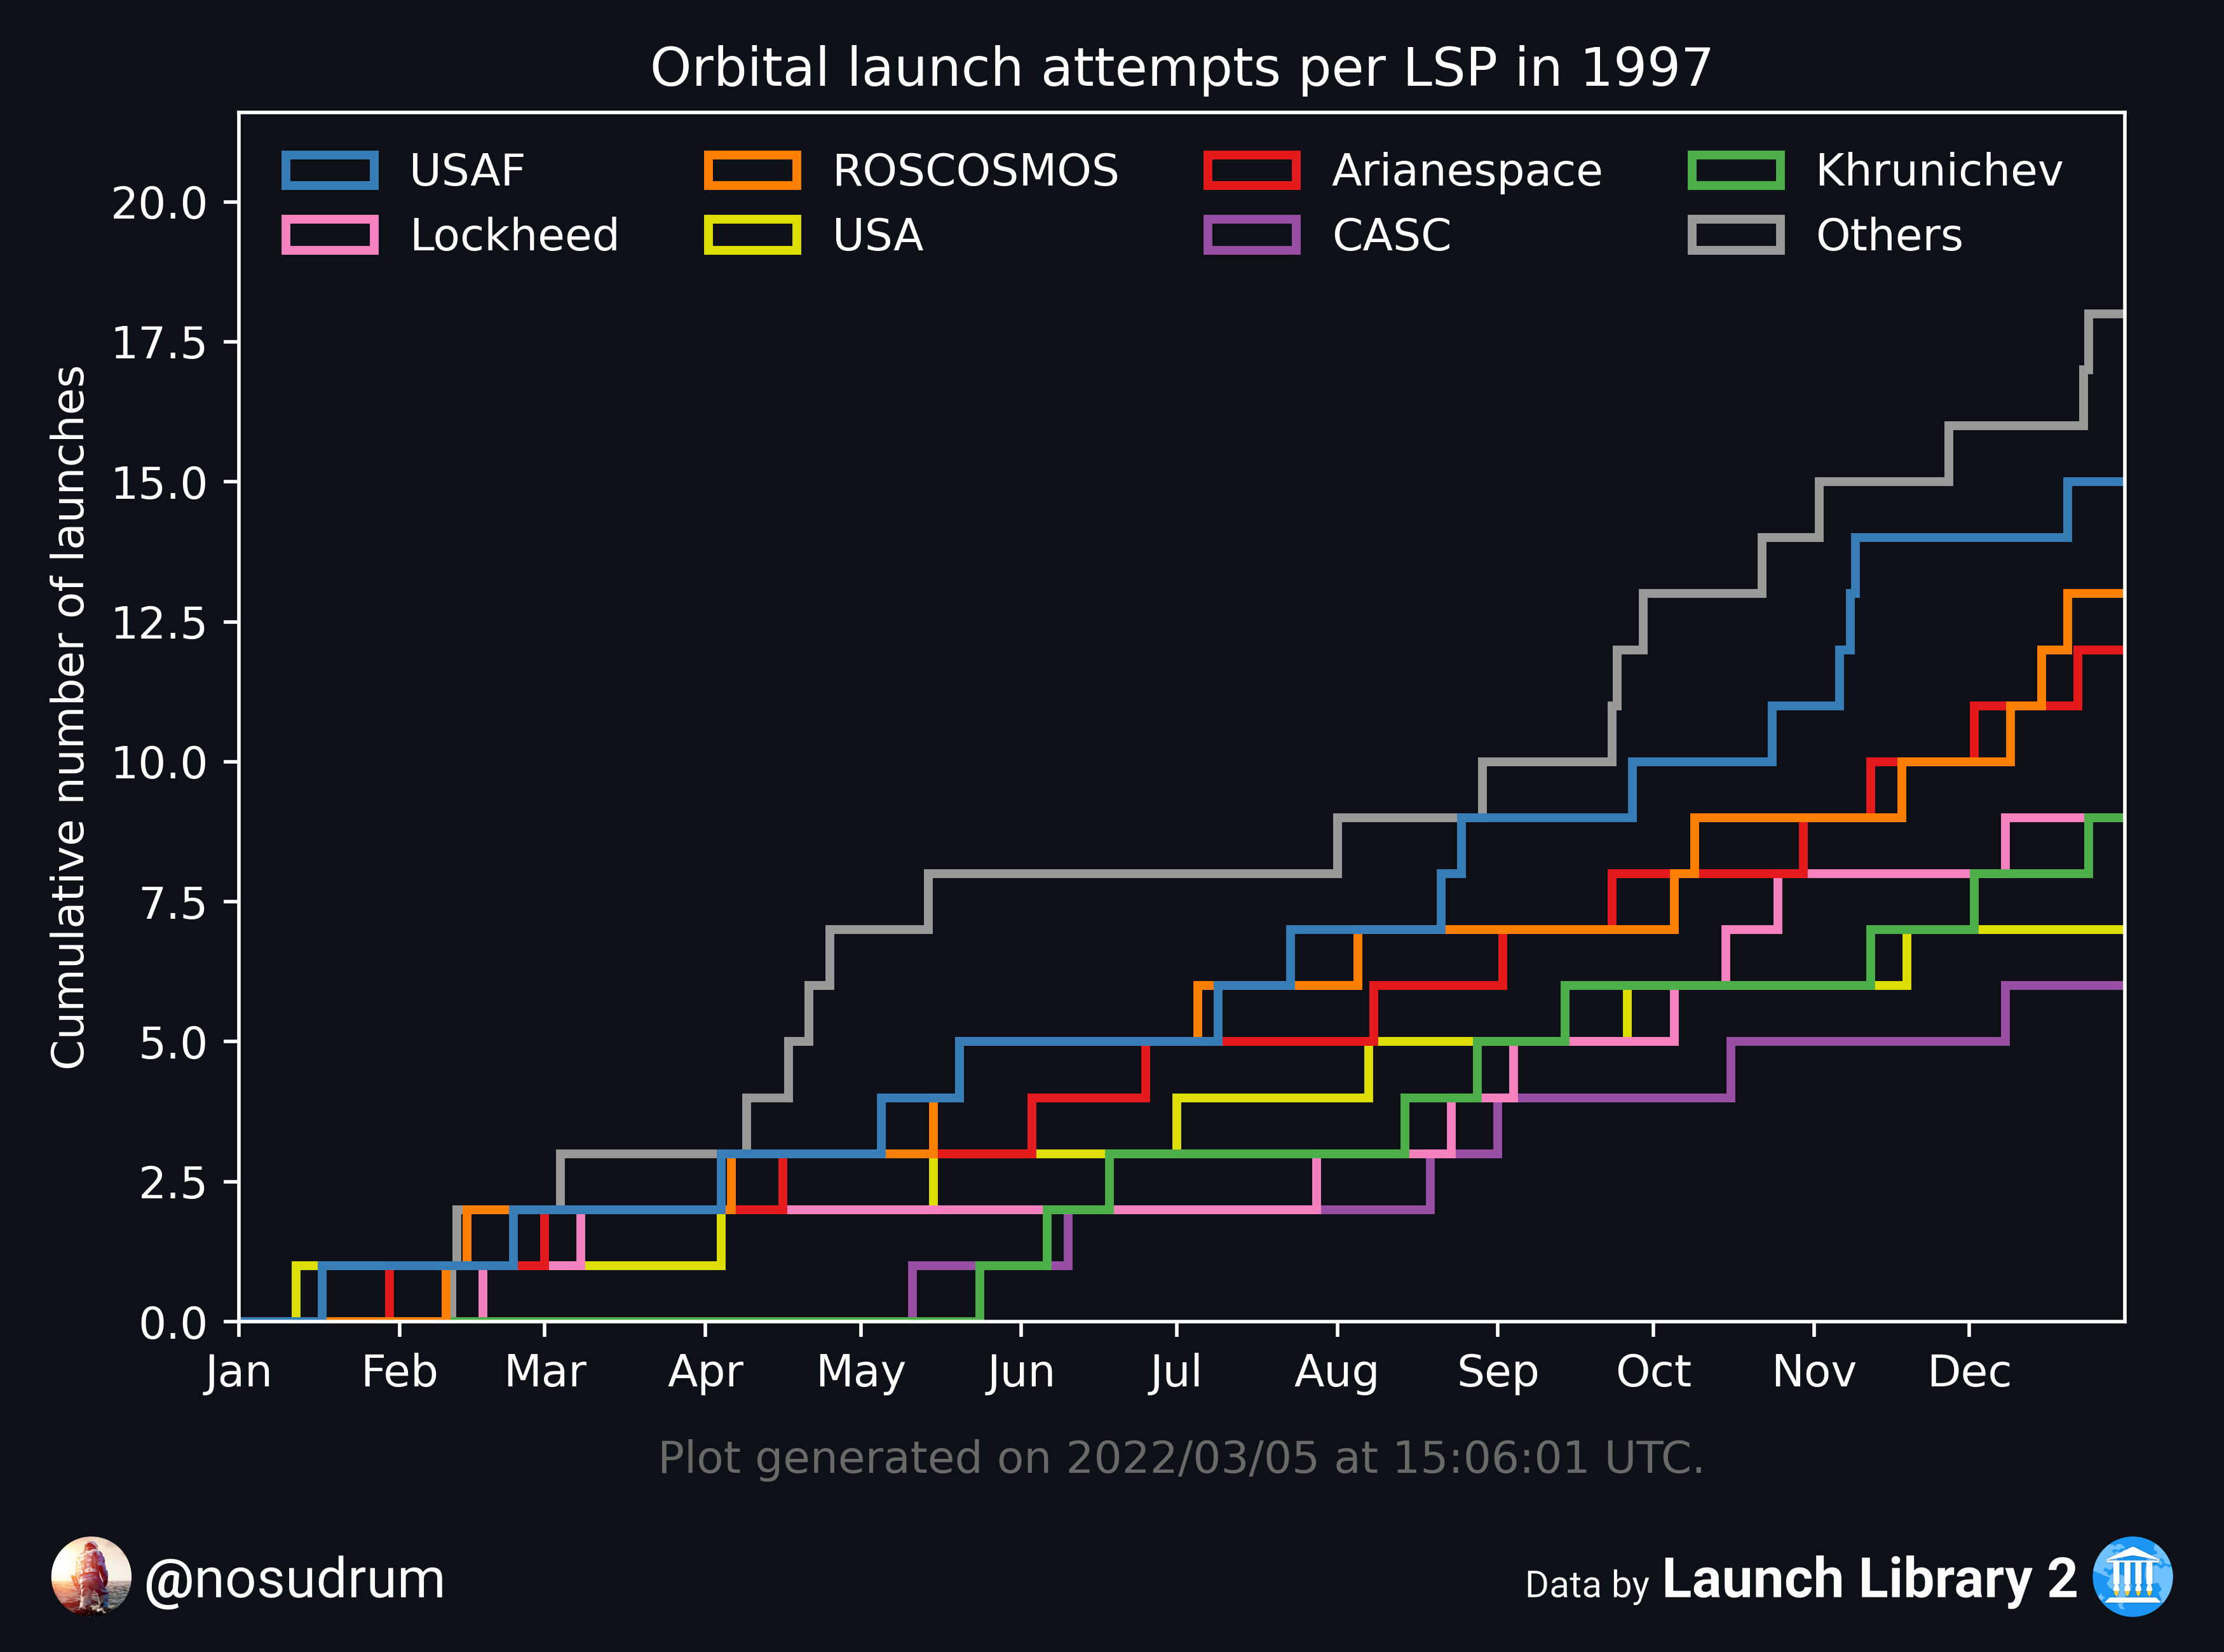 Orbital launch attempts per LSP in 1997
USAF ROSCOSMOS Arianespace Khrunichev
Lockheed USA CASC Others
Cumulative number of launches
20.0
17.5
15.0
12.5
10.0
7.5
5.0
2.5
0.0
Jan Feb Mar Apr May Jun Jul Aug Sep Oct Nov Dec
Plot generated on 2022/03/05 at 15:06:01 UTC.
@nosudrum
Data by Launch Library 2